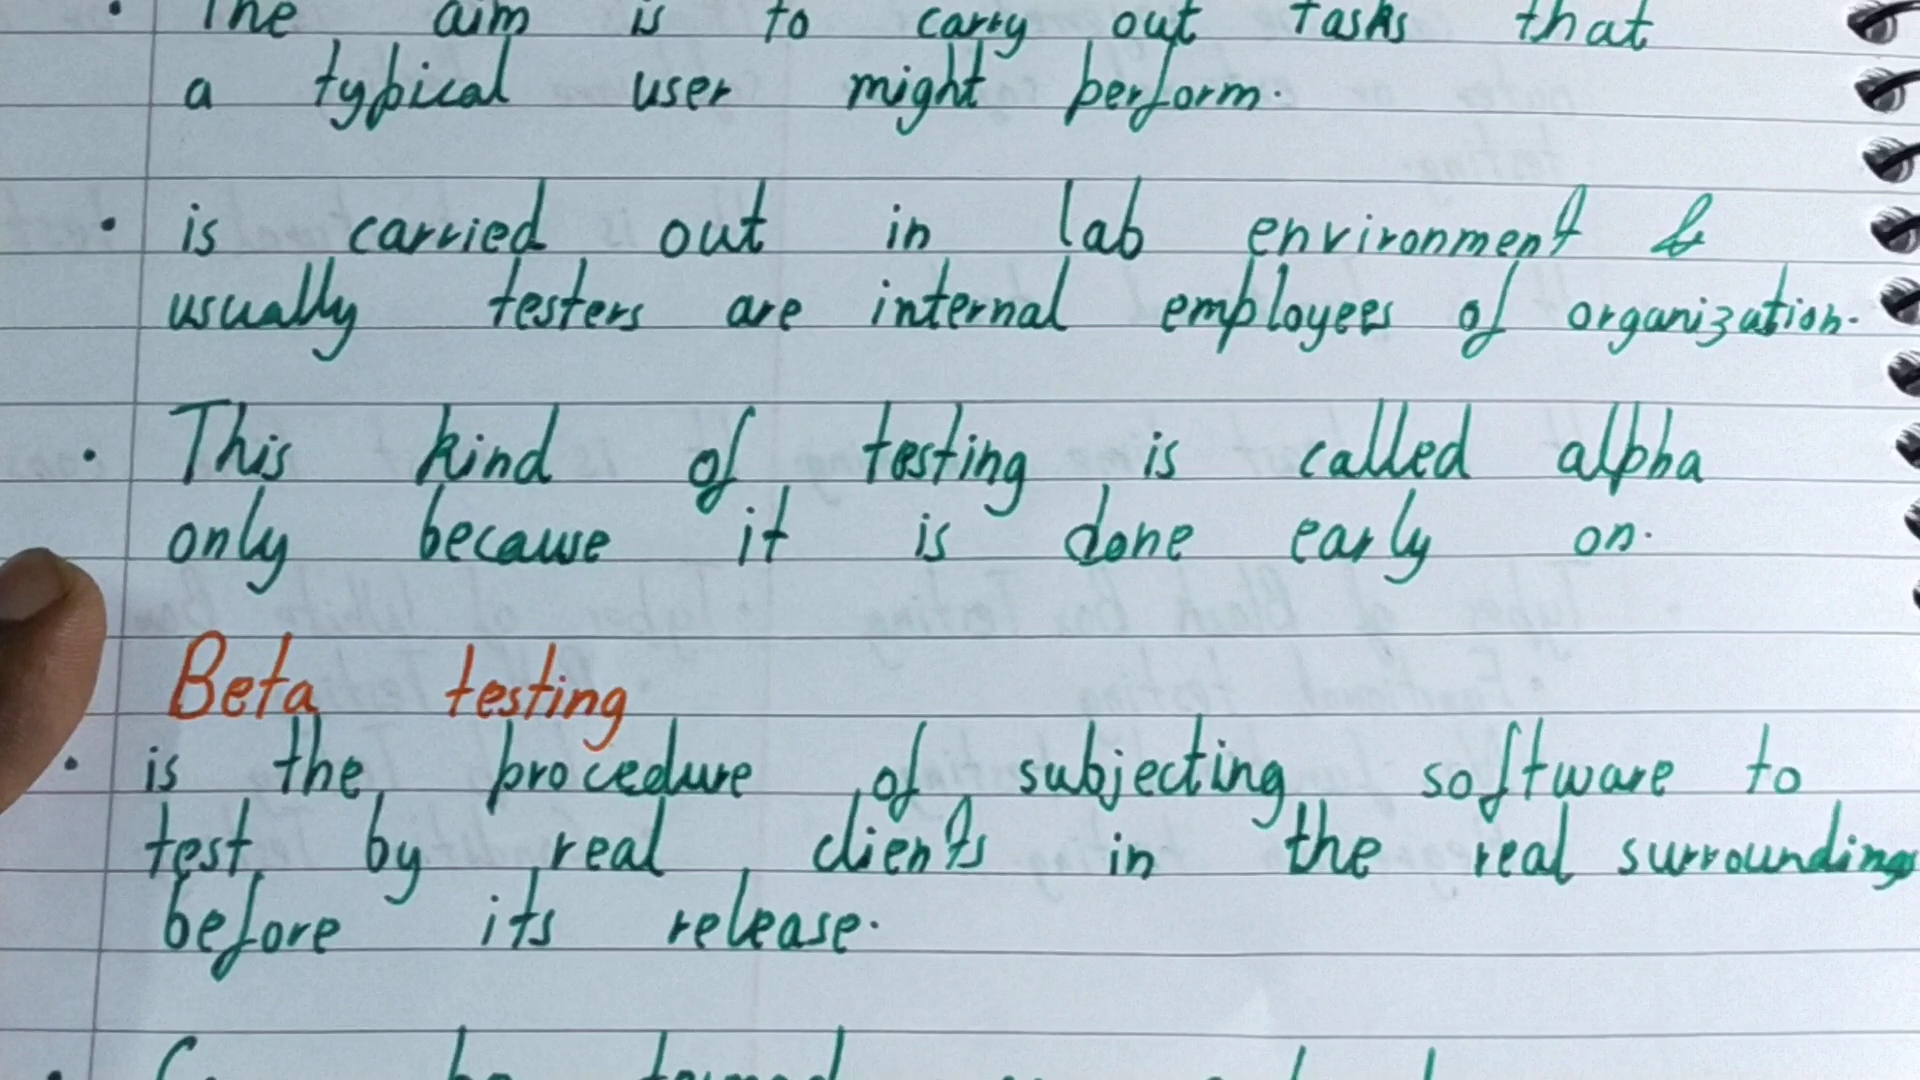 • The aim is to carry out tasks that
a typical user might perform.
• is carried out in lab environment &
usually testers are internal employees of organization.
• This kind of testing is called alpha
only because it is done early on.
Beta testing
• is the procedure of subjecting software to
test by real clients in the real surroundings
before its release.